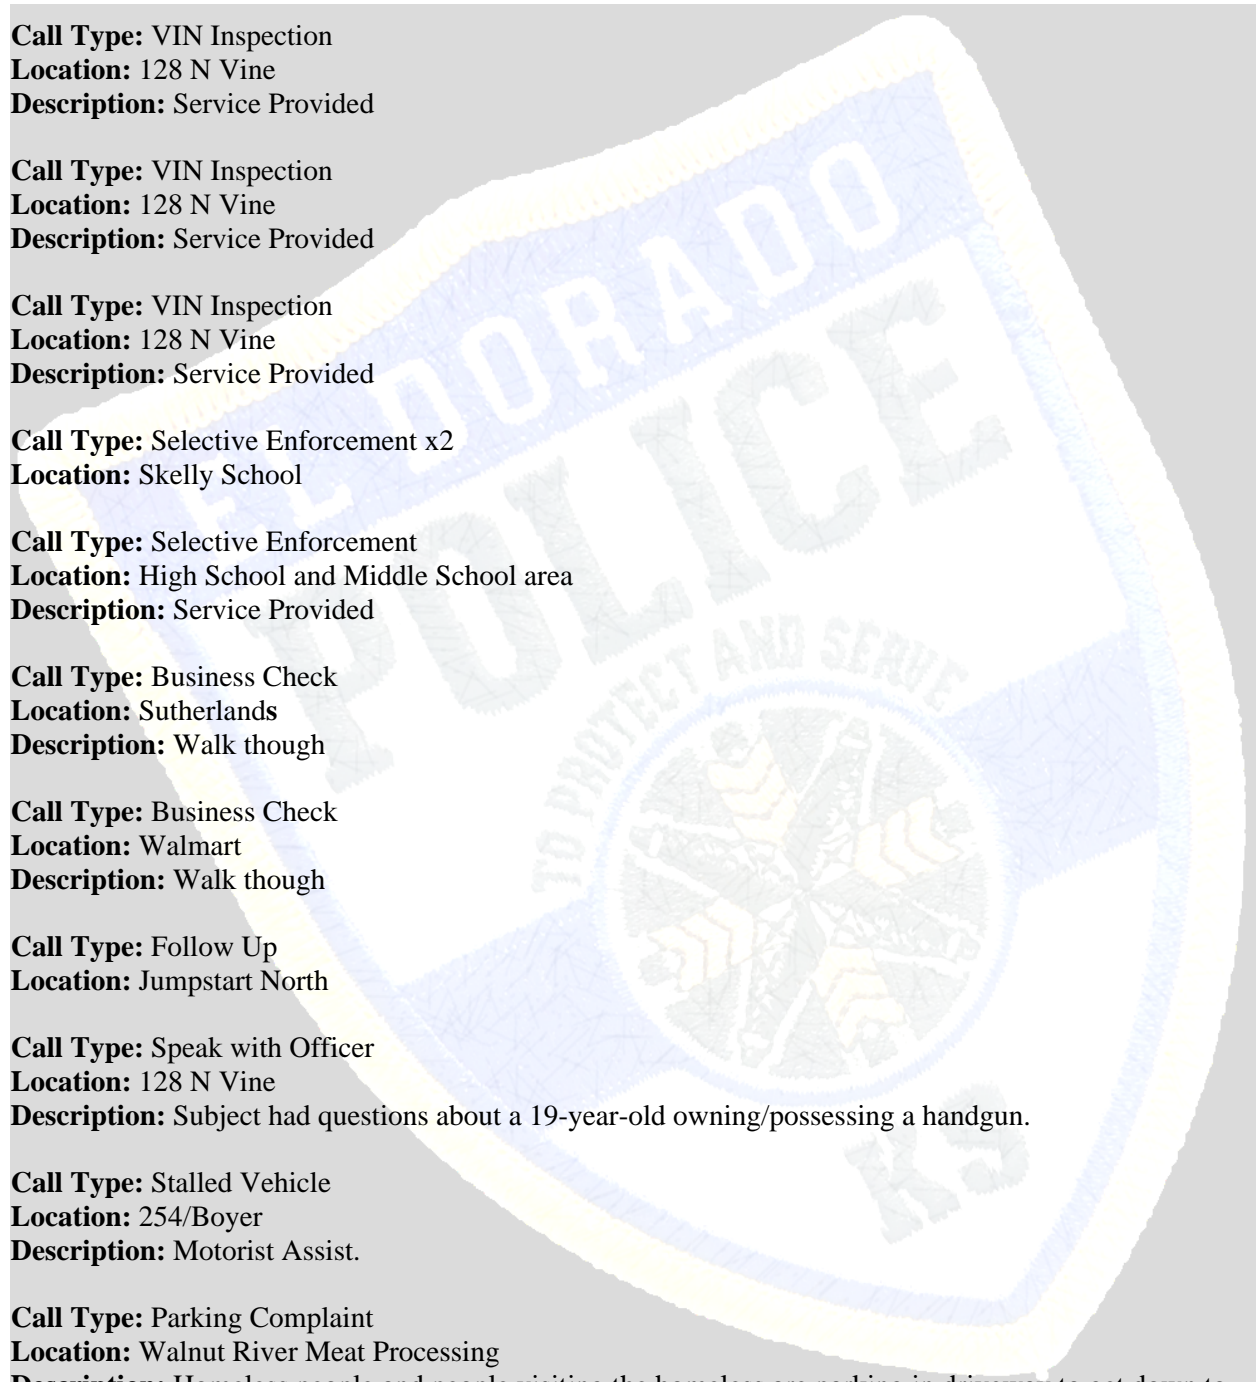 Call Type: VIN Inspection
Location: 128 N Vine
Description: Service Provided
Call Type: VIN Inspection
Location: 128 N Vine
Description: Service Provided
Call Type: VIN Inspection
Location: 128 N Vine
Description: Service Provided
Call Type: Selective Enforcement x2
Location: Skelly School
Call Type: Selective Enforcement
Location: High School and Middle School area
Description: Service Provided
Call Type: Business Check
Location: Sutherlands
Description: Walk though
Call Type: Business Check
Location: Walmart
Description: Walk though
Call Type: Follow Up
Location: Jumpstart North
Call Type: Speak with Officer
Location: 128 N Vine
Description: Subject had questions about a 19-year-old owning/possessing a handgun.
Call Type: Stalled Vehicle
Location: 254/Boyer
Description: Motorist Assist.
Call Type: Parking Complaint
Location: Walnut River Meat Processing
Description: Homeless people and people visiting the homeless are parking in driveway to get down to
EL DORADO
POLICE
TO PROTECT AND SERVE
KS